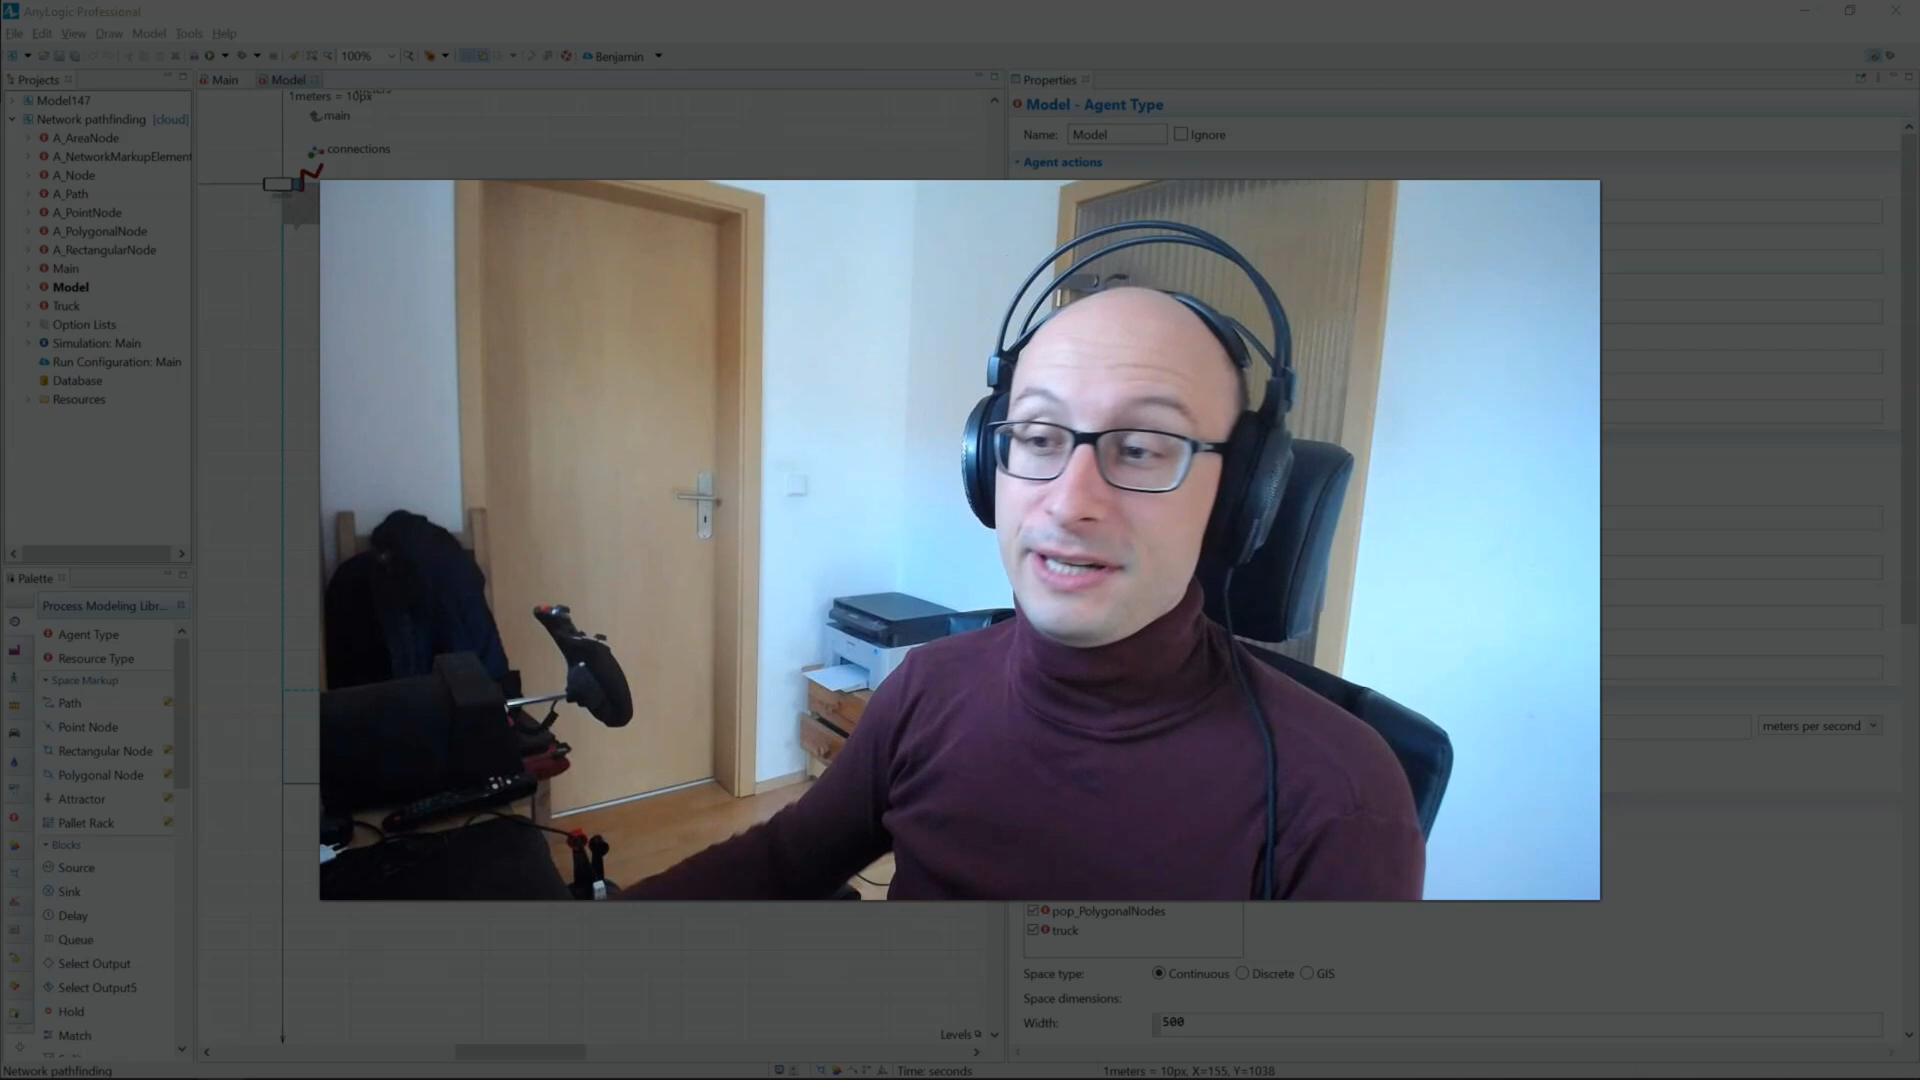 AnyLogic Professional
File Edit View Draw Model Tools Help
100%
Benjamin
Projects
Main
Model
Properties
Model147
Network pathfinding [cloud]
A_AreaNode
A_NetworkMarkupElement
A_Node
A_Path
A_PointNode
A_PolygonalNode
A_RectangularNode
Main
Model
Truck
Option Lists
Simulation: Main
Run Configuration: Main
Database
Resources
1meters = 10px
main
connections
Model - Agent Type
Name: Model Ignore
Agent actions
meters per second
Palette
Process Modeling Libr...
Agent Type
Resource Type
Space Markup
Path
Point Node
Rectangular Node
Polygonal Node
Attractor
Pallet Rack
Blocks
Source
Sink
Delay
Queue
Select Output
Select Output5
Hold
Match
pop_PolygonalNodes
truck
Space type: Continuous Discrete GIS
Space dimensions:
Width: 500
Levels
Network pathfinding
Time: seconds
1meters = 10px, X=155, Y=1038